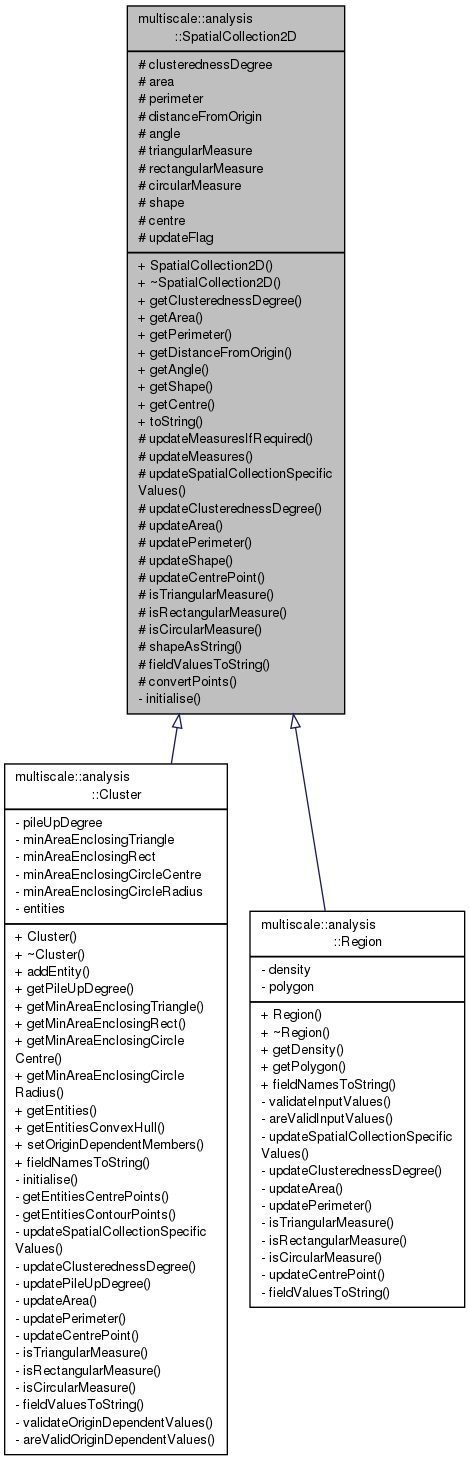 multiscale::analysis
::SpatialCollection2D
# clusterednessDegree
# area
# perimeter
# distanceFromOrigin
# angle
# triangularMeasure
# rectangularMeasure
# circularMeasure
# shape
# centre
# updateFlag
+ SpatialCollection2D()
+ ~SpatialCollection2D()
+ getClusterednessDegree()
+ getArea()
+ getPerimeter()
+ getDistanceFromOrigin()
+ getAngle()
+ getShape()
+ getCentre()
+ toString()
# updateMeasuresIfRequired()
# updateMeasures()
# updateSpatialCollectionSpecific
Values()
# updateClusterednessDegree()
# updateArea()
# updatePerimeter()
# updateShape()
# updateCentrePoint()
# isTriangularMeasure()
# isRectangularMeasure()
# isCircularMeasure()
# shapeAsString()
# fieldValuesToString()
# convertPoints()
- initialise()
multiscale::analysis
::Cluster
- pileUpDegree
- minAreaEnclosingTriangle
- minAreaEnclosingRect
- minAreaEnclosingCircleCentre
- minAreaEnclosingCircleRadius
- entities
+ Cluster()
+ ~Cluster()
+ addEntity()
+ getPileUpDegree()
+ getMinAreaEnclosingTriangle()
+ getMinAreaEnclosingRect()
+ getMinAreaEnclosingCircle
Centre()
+ getMinAreaEnclosingCircle
Radius()
+ getEntities()
+ getEntitiesConvexHull()
+ setOriginDependentMembers()
+ fieldNamesToString()
- initialise()
- getEntitiesCentrePoints()
- getEntitiesContourPoints()
- updateSpatialCollectionSpecific
Values()
- updateClusterednessDegree()
- updatePileUpDegree()
- updateArea()
- updatePerimeter()
- updateCentrePoint()
- isTriangularMeasure()
- isRectangularMeasure()
- isCircularMeasure()
- fieldValuesToString()
- validateOriginDependentValues()
- areValidOriginDependentValues()
multiscale::analysis
::Region
- density
- polygon
+ Region()
+ ~Region()
+ getDensity()
+ getPolygon()
+ fieldNamesToString()
- validateInputValues()
- areValidInputValues()
- updateSpatialCollectionSpecific
Values()
- updateClusterednessDegree()
- updateArea()
- updatePerimeter()
- isTriangularMeasure()
- isRectangularMeasure()
- isCircularMeasure()
- updateCentrePoint()
- fieldValuesToString()